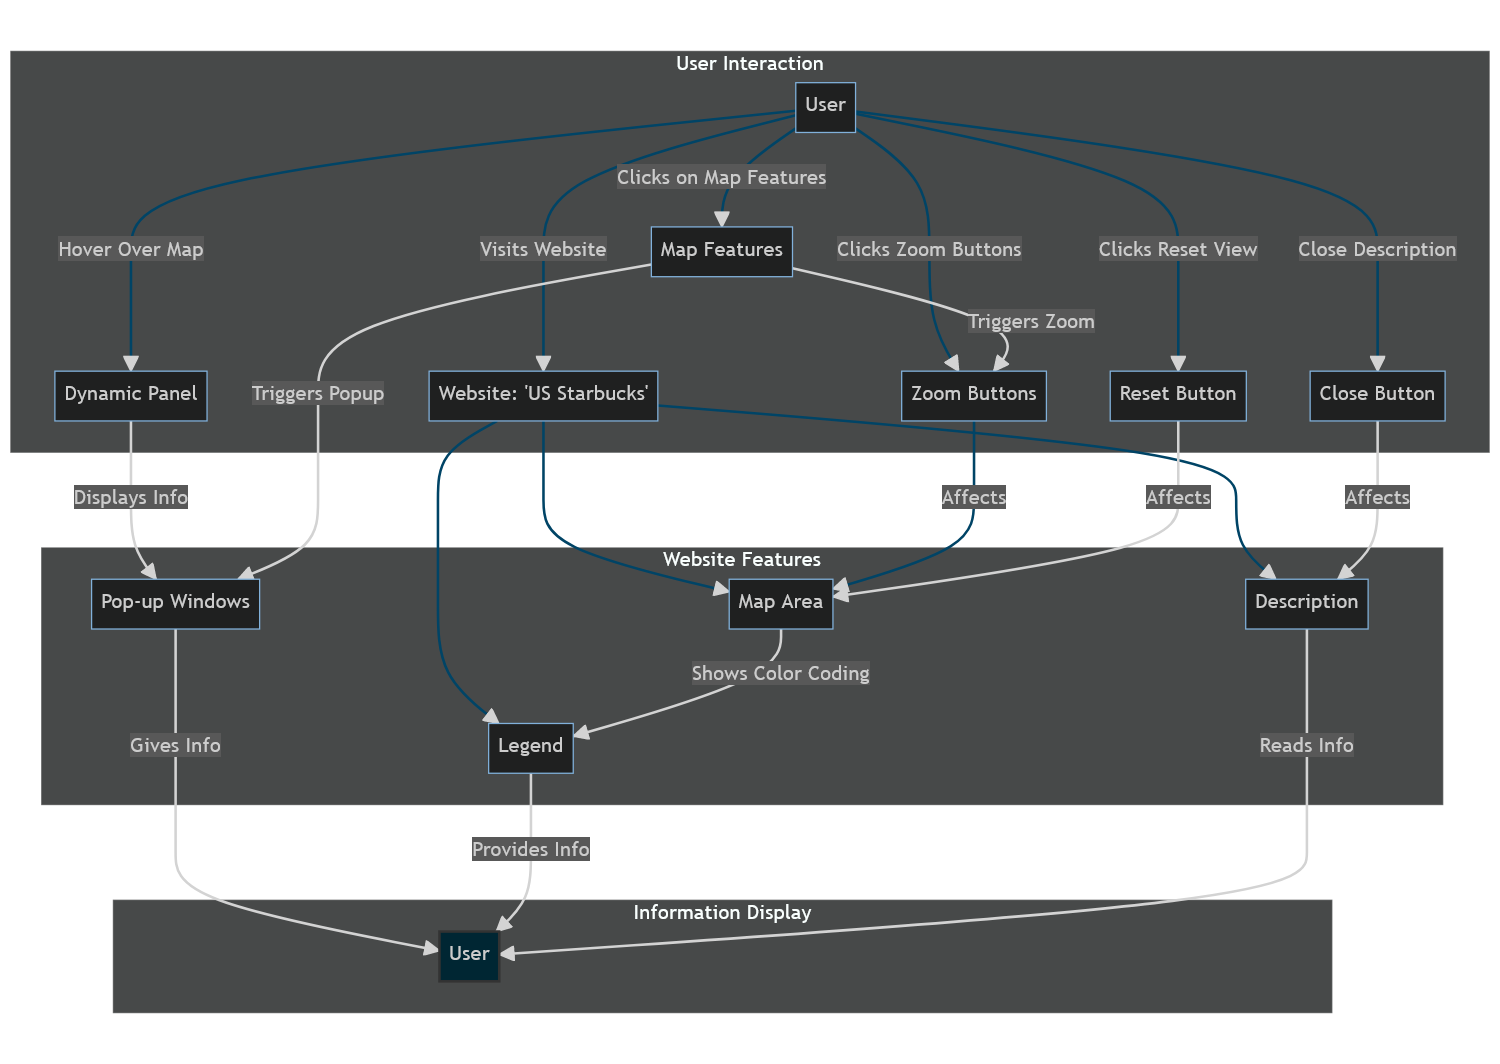 User Interaction
User
Clicks on Map Features
Hover Over Map
Visits Website
Map Features
Clicks Zoom Buttons
Clicks Reset View
Close Description
Triggers Zoom
Dynamic Panel
Triggers Popup
Website: 'US Starbucks'
Zoom Buttons
Reset Button
Close Button
Displays Info
Affects
Affects
Affects
Website Features
Pop-up Windows
Map Area
Description
Shows Color Coding
Gives Info
Legend
Reads Info
Provides Info
Information Display
User